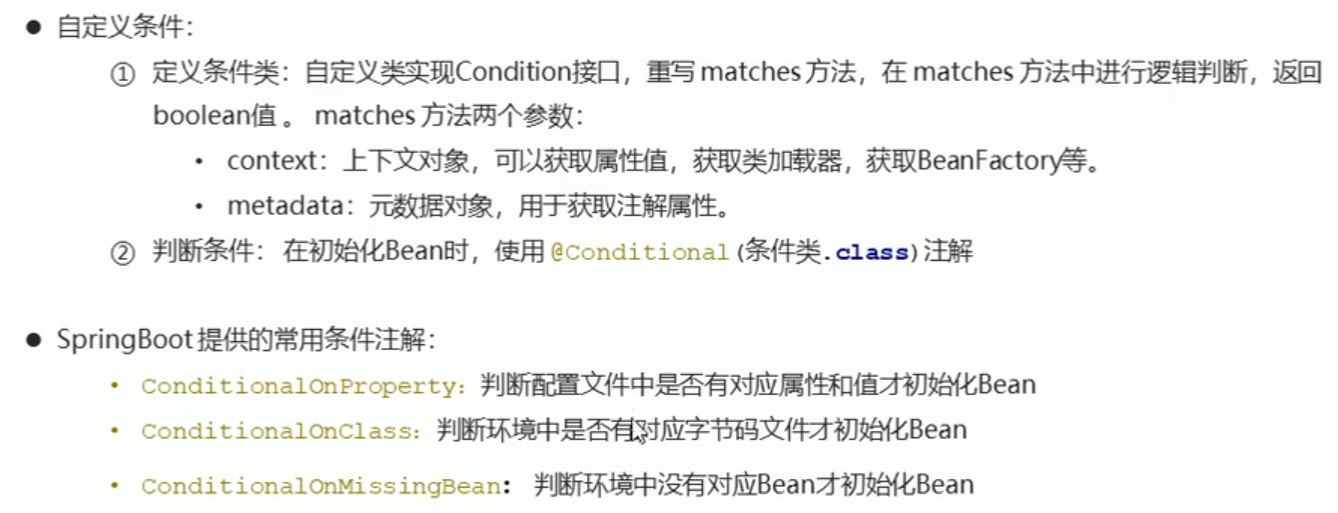 ● 自定义条件：
① 定义条件类：自定义类实现Condition接口，重写 matches 方法，在 matches 方法中进行逻辑判断，返回
boolean值 。 matches 方法两个参数：
• context：上下文对象，可以获取属性值，获取类加载器，获取BeanFactory等。
• metadata：元数据对象，用于获取注解属性。
② 判断条件： 在初始化Bean时，使用 @Conditional(条件类.class)注解
● SpringBoot 提供的常用条件注解：
• ConditionalOnProperty：判断配置文件中是否有对应属性和值才初始化Bean
• ConditionalOnClass：判断环境中是否有对应字节码文件才初始化Bean
• ConditionalOnMissingBean： 判断环境中没有对应Bean才初始化Bean